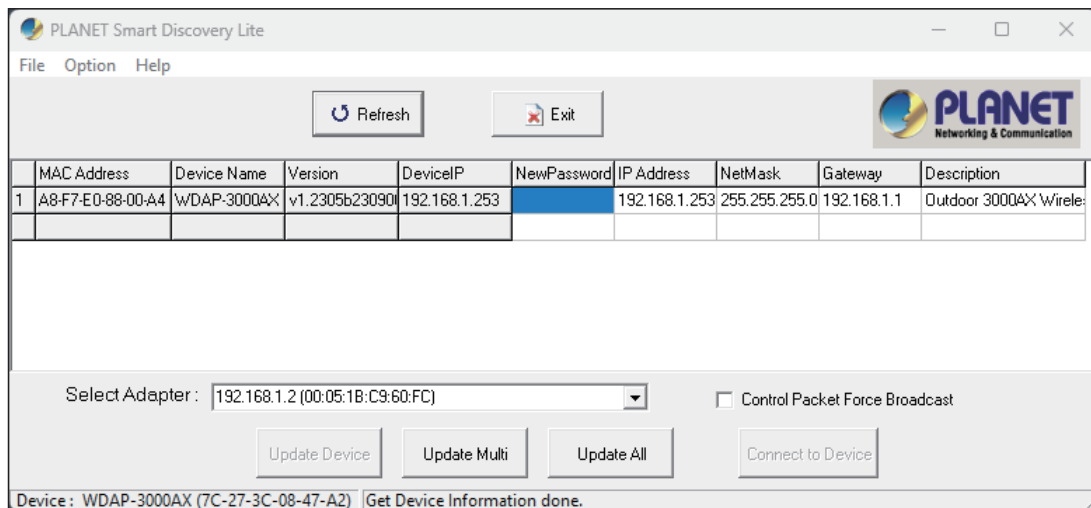 PLANET Smart Discovery Lite
File Option Help
Refresh Exit
PLANET
Networking & Communication
MAC Address Device Name Version DeviceIP NewPassword IP Address NetMask Gateway Description
1 A8-F7-E0-88-00-A4 WDAP-3000AX v1.2305b23090 192.168.1.253 192.168.1.253 255.255.255.0 192.168.1.1 Outdoor 3000AX Wirele
Select Adapter : 192.168.1.2 (00:05:1B:C9:60:FC) Control Packet Force Broadcast
Update Device Update Multi Update All Connect to Device
Device : WDAP-3000AX (7C-27-3C-08-47-A2) Get Device Information done.